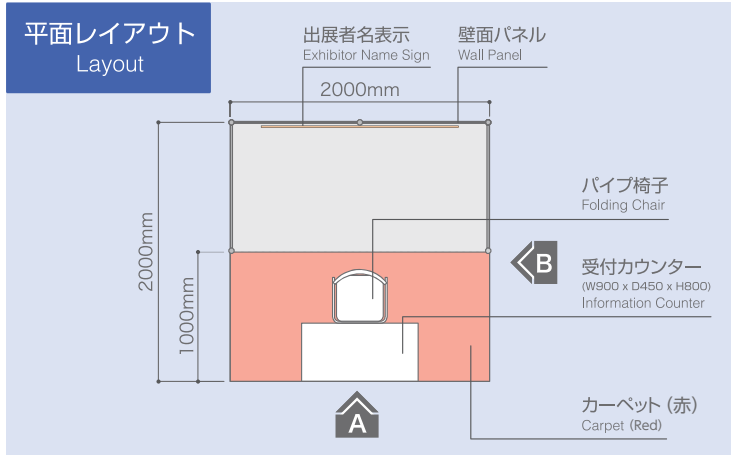 平面レイアウト
Layout
出展者名表示
Exhibitor Name Sign
壁面パネル
Wall Panel
2000mm
2000mm
1000mm
パイプ椅子
Folding Chair
B
受付カウンター
(W900 x D450 x H800)
Information Counter
A
カーペット（赤）
Carpet (Red)